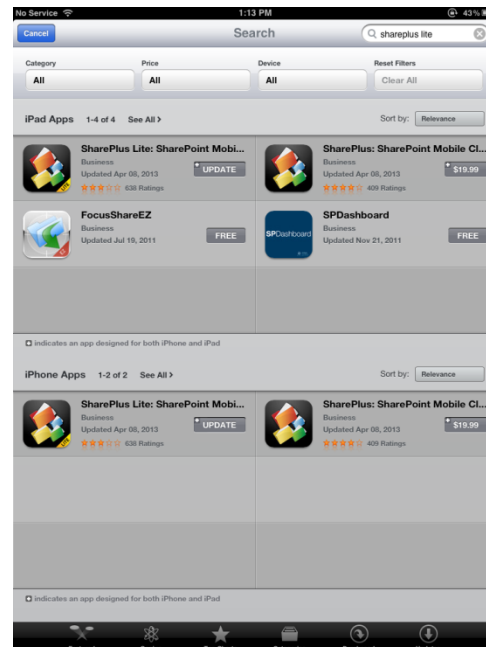 No Service 1:13 PM 43%
Cancel Search shareplus lite
Category Price Device Reset Filters
All All All Clear All
iPad Apps 1-4 of 4 See All > Sort by: Relevance
SharePlus Lite: SharePoint Mobi...
Business
Updated Apr 08, 2013
638 Ratings
UPDATE
SharePlus: SharePoint Mobile Cl...
Business
Updated Apr 08, 2013
409 Ratings
$19.99
FocusShareEZ
Business
Updated Jul 19, 2011
FREE
SPDashboard
SPDashboard
Business
Updated Nov 21, 2011
FREE
+ indicates an app designed for both iPhone and iPad
iPhone Apps 1-2 of 2 See All > Sort by: Relevance
SharePlus Lite: SharePoint Mobi...
Business
Updated Apr 08, 2013
638 Ratings
UPDATE
SharePlus: SharePoint Mobile Cl...
Business
Updated Apr 08, 2013
409 Ratings
$19.99
+ indicates an app designed for both iPhone and iPad